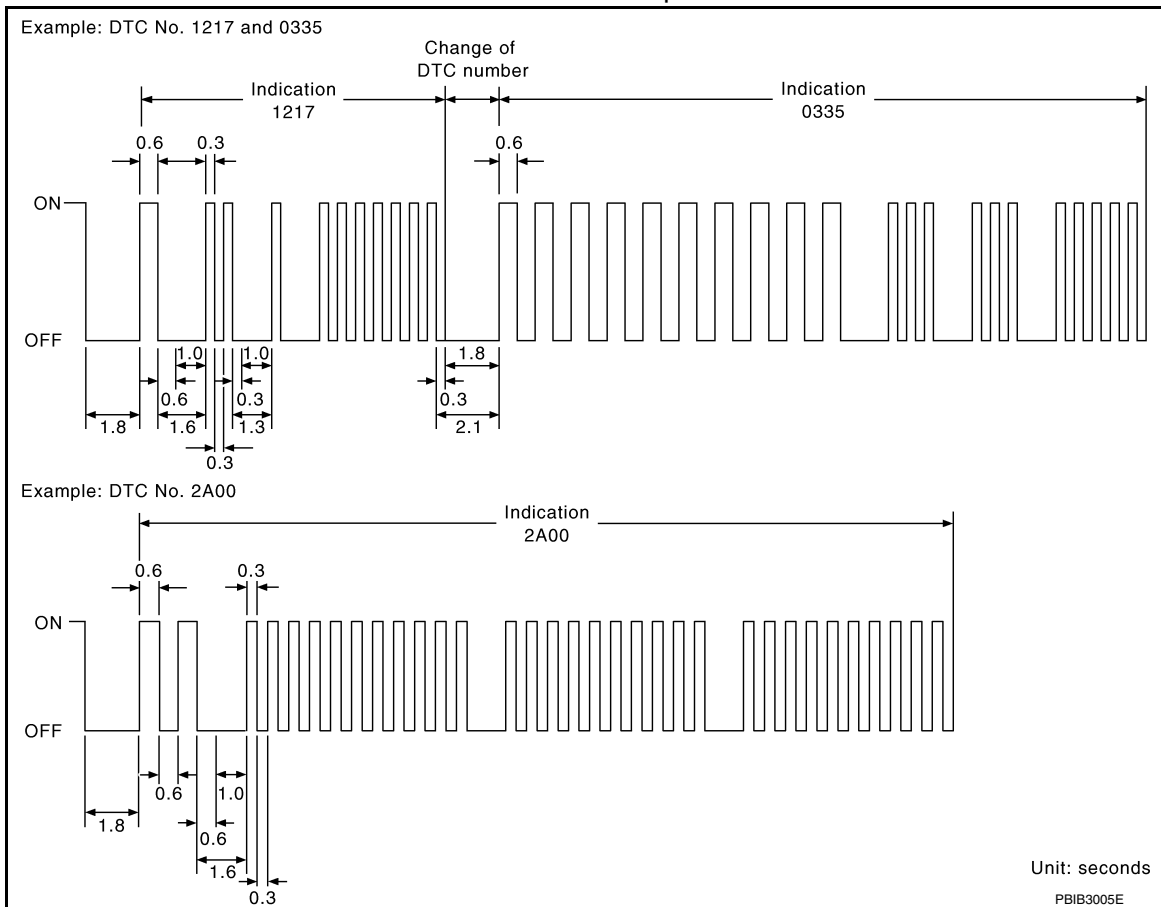 Example: DTC No. 1217 and 0335
Change of
DTC number
Indication
1217
Indication
0335
0.6
0.3
0.6
ON
OFF
1.0
1.0
1.8
0.6
0.3
0.3
1.8
1.6
1.3
2.1
0.3
Example: DTC No. 2A00
Indication
2A00
0.6
0.3
ON
OFF
0.6
1.0
1.8
0.6
1.6
0.3
Unit: seconds
PBIB3005E